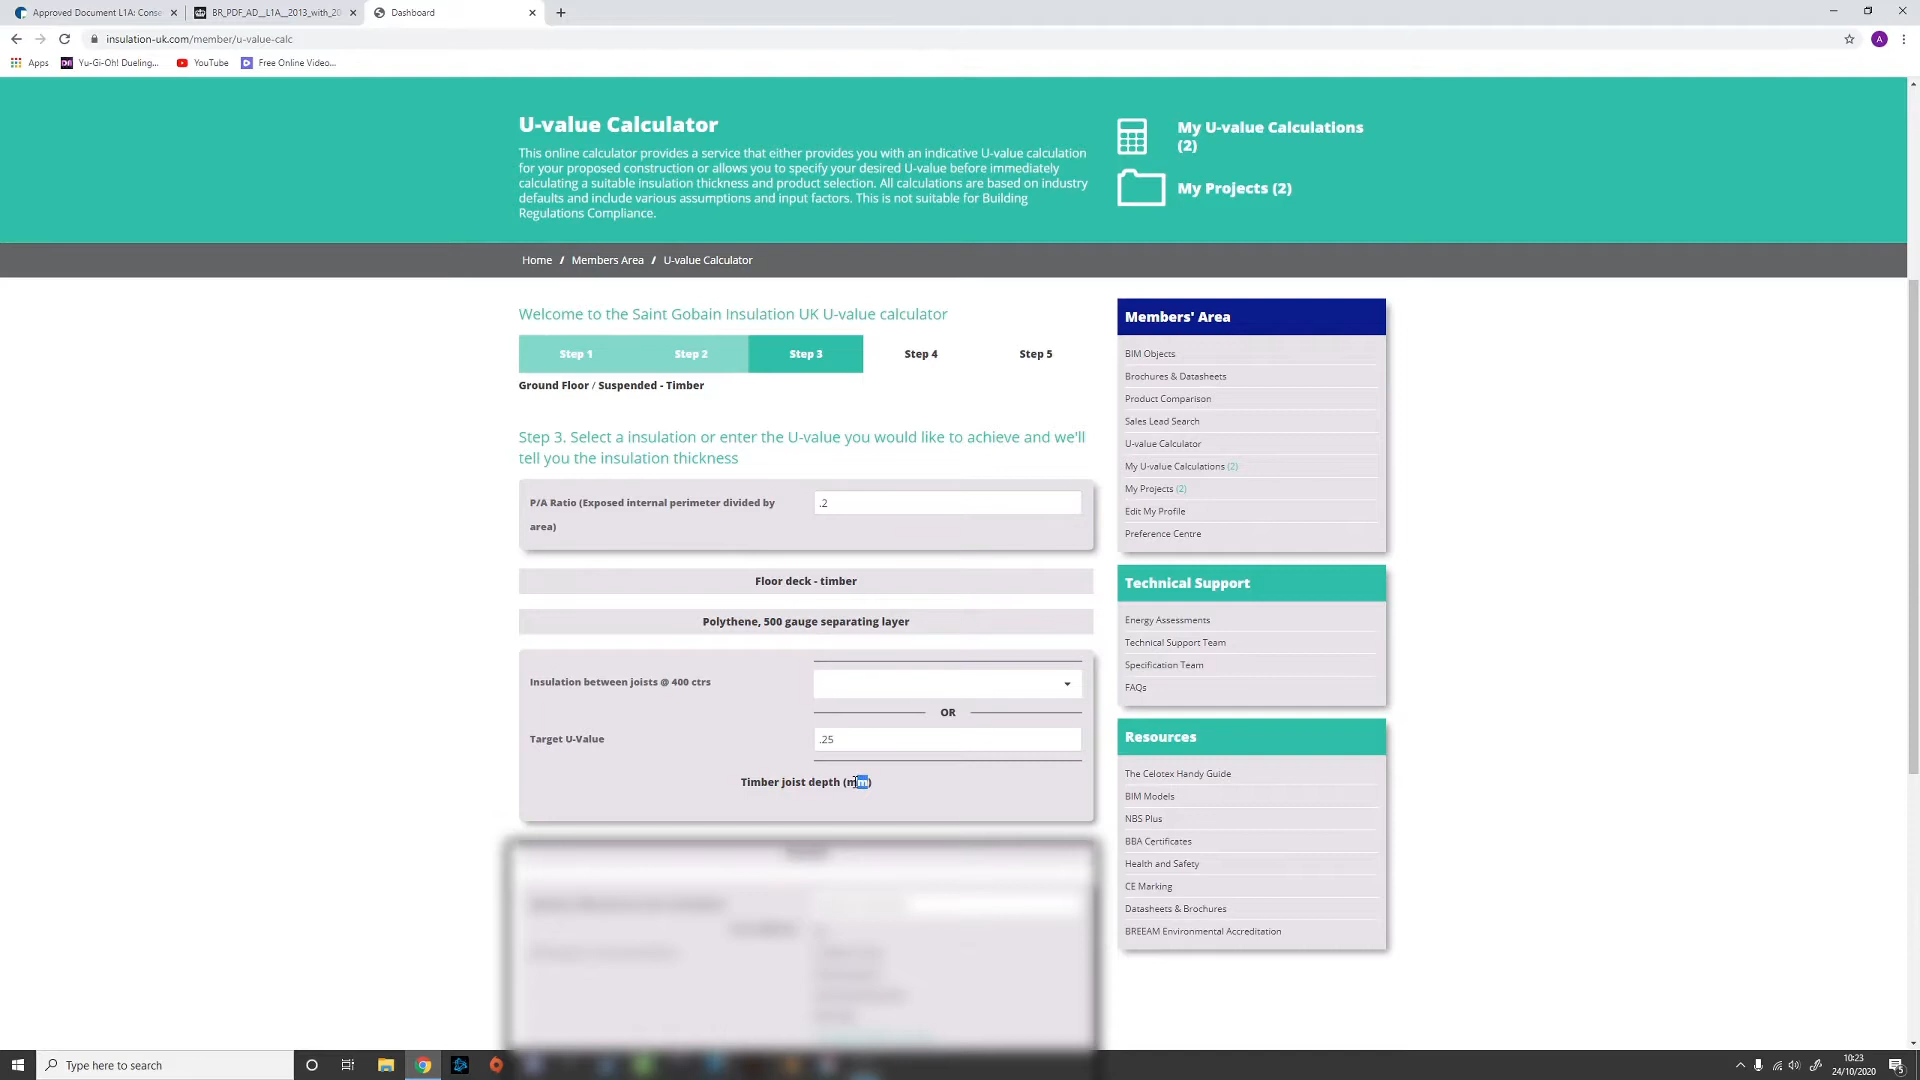 Approved Document L1A: Conse
BR_PDF_AD__L1A__2013_with_20
Dashboard
insulation-uk.com/member/u-value-calc
A
Apps
Yu-Gi-Oh! Dueling...
YouTube
Free Online Video...
U-value Calculator
This online calculator provides a service that either provides you with an indicative U-value calculation
for your proposed construction or allows you to specify your desired U-value before immediately
calculating a suitable insulation thickness and product selection. All calculations are based on industry
defaults and include various assumptions and input factors. This is not suitable for Building
Regulations Compliance.
My U-value Calculations
(2)
My Projects (2)
Home / Members Area / U-value Calculator
Welcome to the Saint Gobain Insulation UK U-value calculator
Step 1 Step 2 Step 3 Step 4 Step 5
Ground Floor / Suspended - Timber
Step 3. Select a insulation or enter the U-value you would like to achieve and we'll
tell you the insulation thickness
P/A Ratio (Exposed internal perimeter divided by
area)
.2
Floor deck - timber
Polythene, 500 gauge separating layer
Insulation between joists @ 400 ctrs
OR
Target U-Value
.25
Timber joist depth (mm)
Members' Area
BIM Objects
Brochures & Datasheets
Product Comparison
Sales Lead Search
U-value Calculator
My U-value Calculations (2)
My Projects (2)
Edit My Profile
Preference Centre
Technical Support
Energy Assessments
Technical Support Team
Specification Team
FAQs
Resources
The Celotex Handy Guide
BIM Models
NBS Plus
BBA Certificates
Health and Safety
CE Marking
Datasheets & Brochures
BREEAM Environmental Accreditation
Type here to search
10:23
24/10/2020